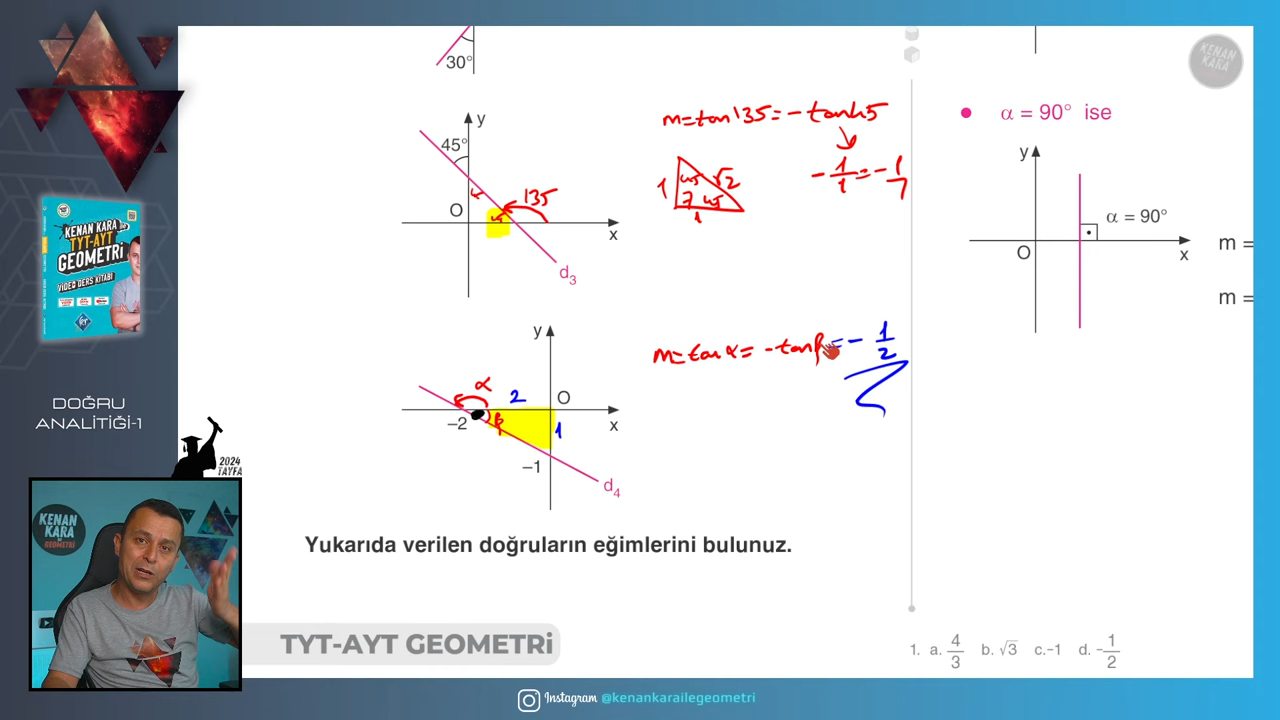 30°
y
45°
O
135
x
d3
m=tan135=-tan45
-1/1=-1/1
1
45
√2
45
1
KENAN
KARA
α = 90° ise
y
α = 90°
O
x
m =
m =
y
α
2
O
-2
β
1
x
-1
d4
m=tanα=-tanβ=-1/2
Yukarıda verilen doğruların eğimlerini bulunuz.
TYT-AYT GEOMETRİ
1. a. 4/3 b. √3 c.-1 d. -1/2
KENAN KARA
TYT-AYT
GEOMETRİ
VİDEO DERS KİTABI
DOĞRU
ANALİTİĞİ-1
2024
TAYFA
KENAN
KARA
GEOMETRİ
Instagram @kenankarailegeometri